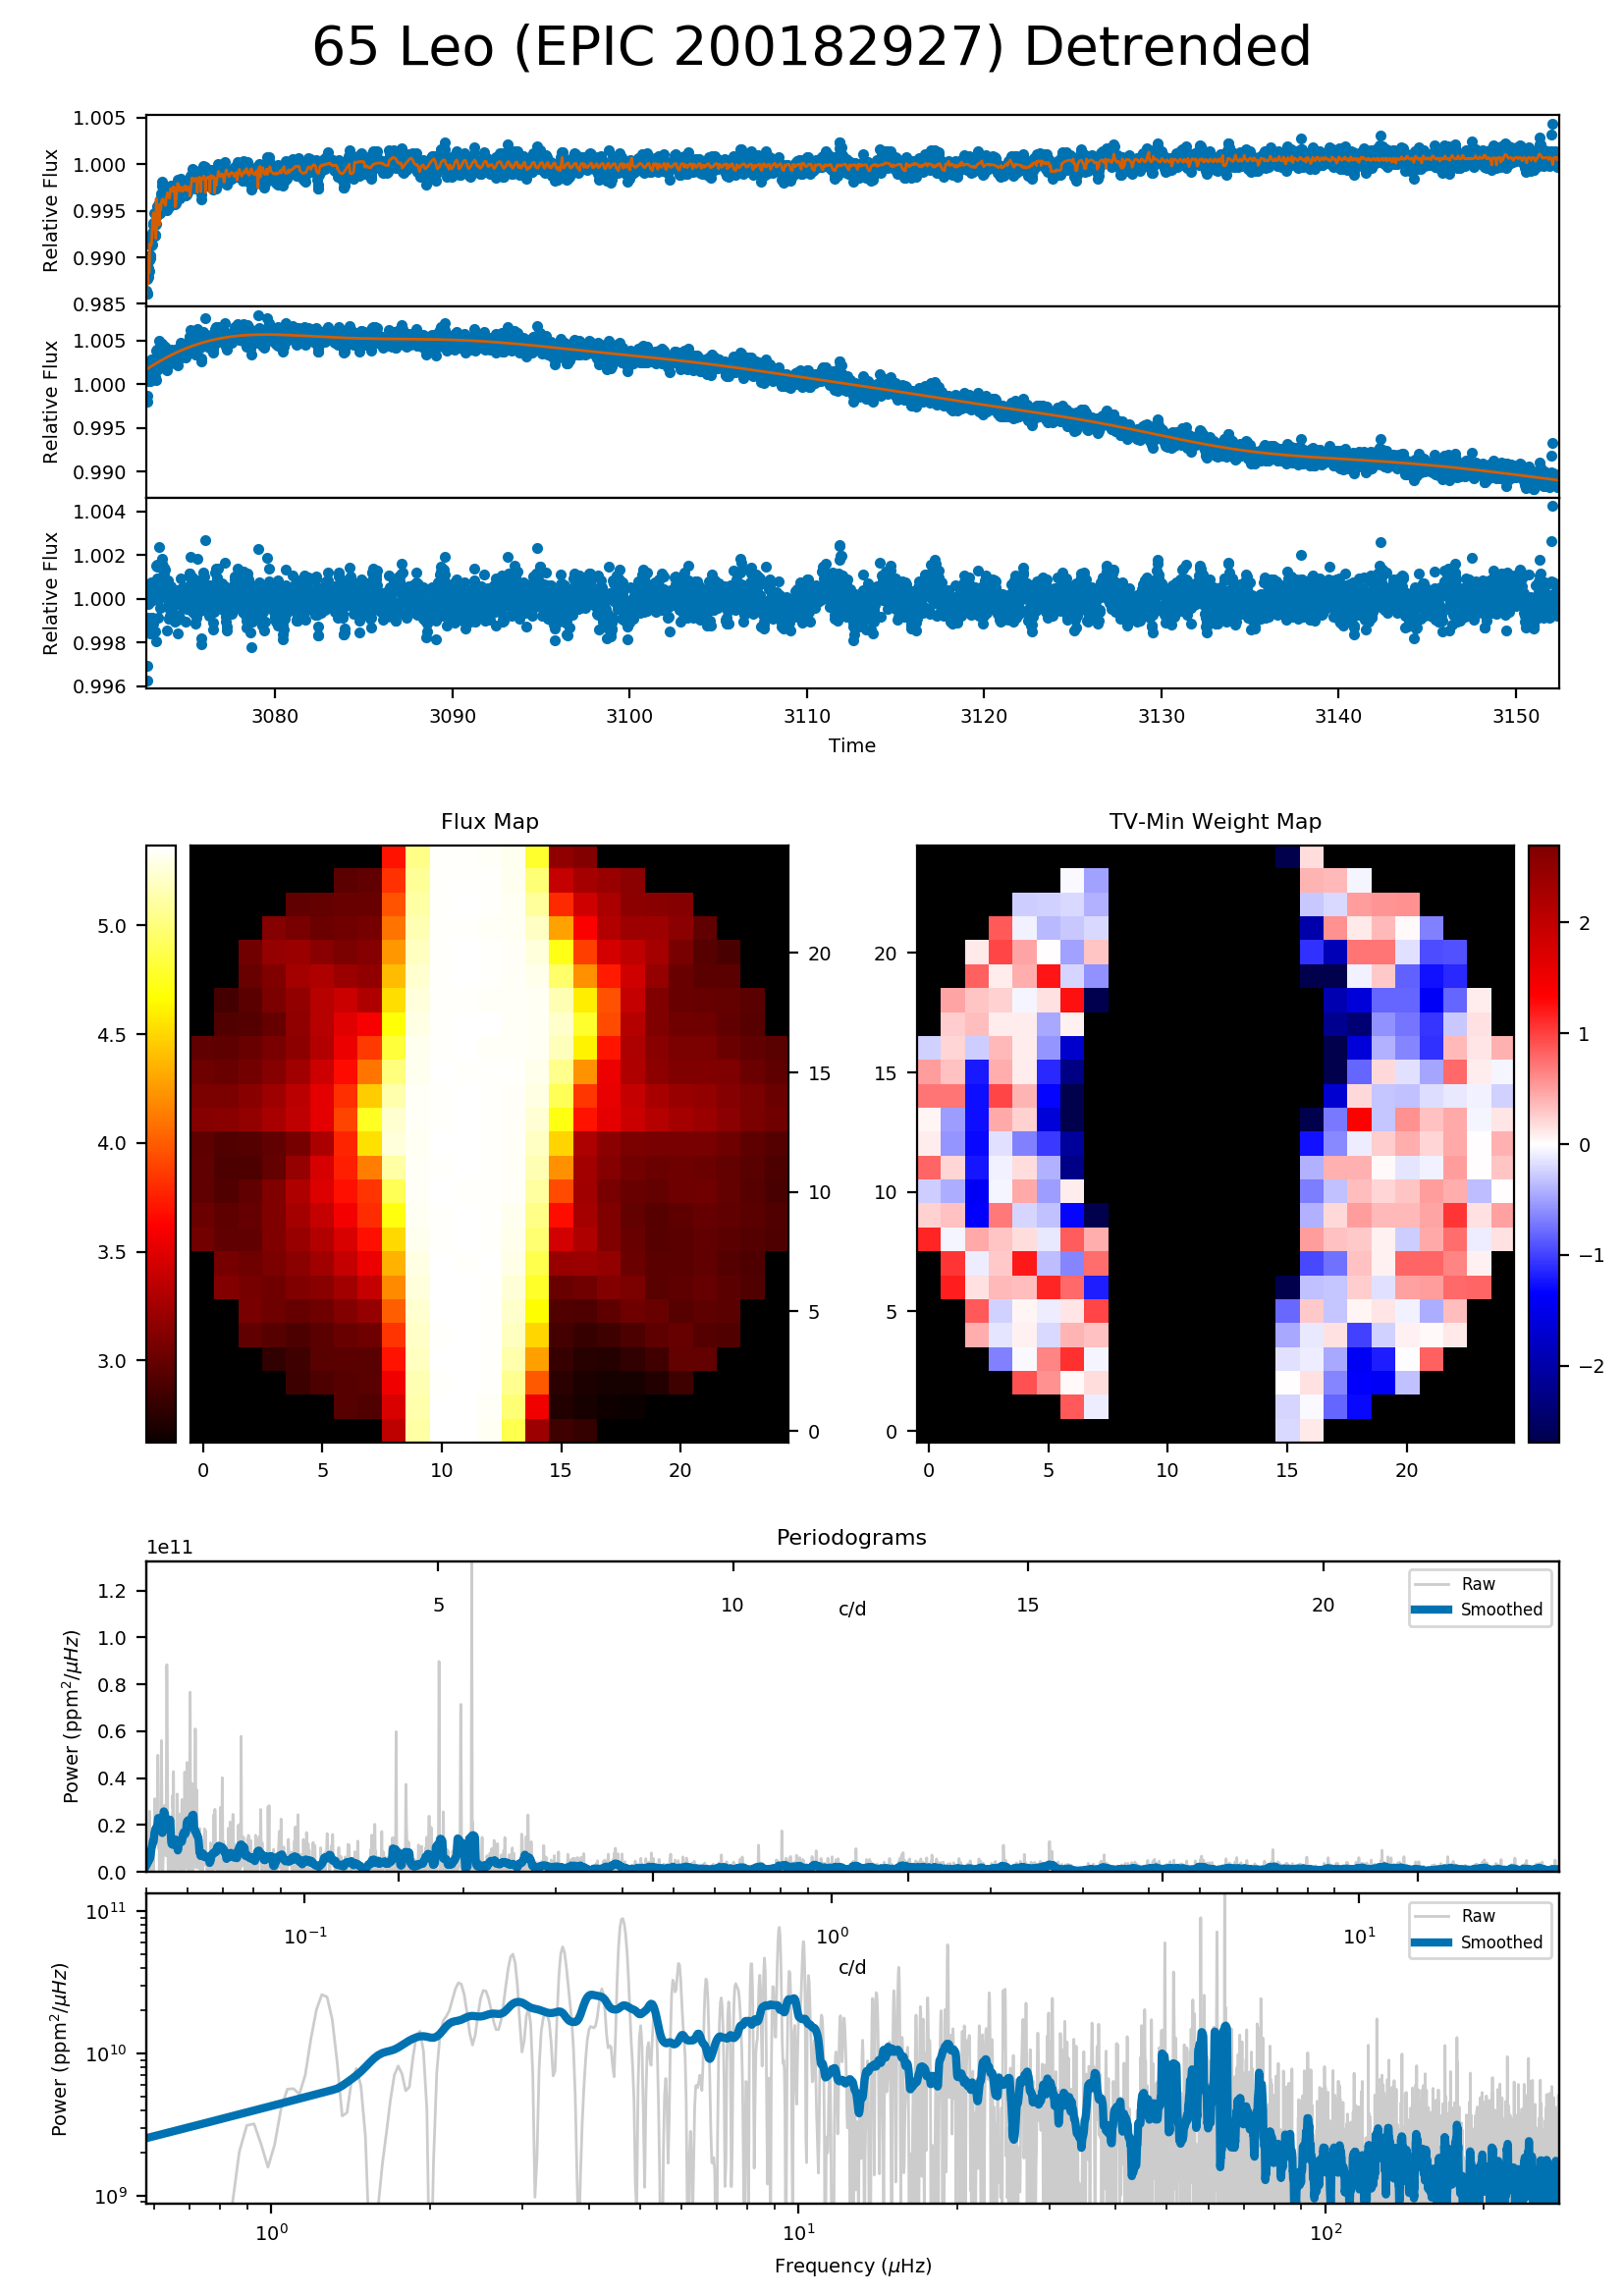 65 Leo (EPIC 200182927) Detrended
1.005
1.000
0.995
0.990
0.985
Relative Flux
1.005
1.000
0.995
0.990
Relative Flux
1.004
1.002
1.000
0.998
0.996
Relative Flux
3080 3090 3100 3110 3120 3130 3140 3150
Time
Flux Map
5.0
4.5
4.0
3.5
3.0
20
15
10
5
0
0 5 10 15 20
TV-Min Weight Map
20
15
10
5
0
0 5 10 15 20
2
1
0
−1
−2
Periodograms
1e11
1.2
1.0
0.8
0.6
0.4
0.2
0.0
Power (ppm²/μHz)
5 10 15 20
c/d
Raw
Smoothed
10¹¹
10¹⁰
10⁹
Power (ppm²/μHz)
10⁻¹ 10⁰ 10¹
c/d
Raw
Smoothed
10⁰ 10¹ 10²
Frequency (μHz)